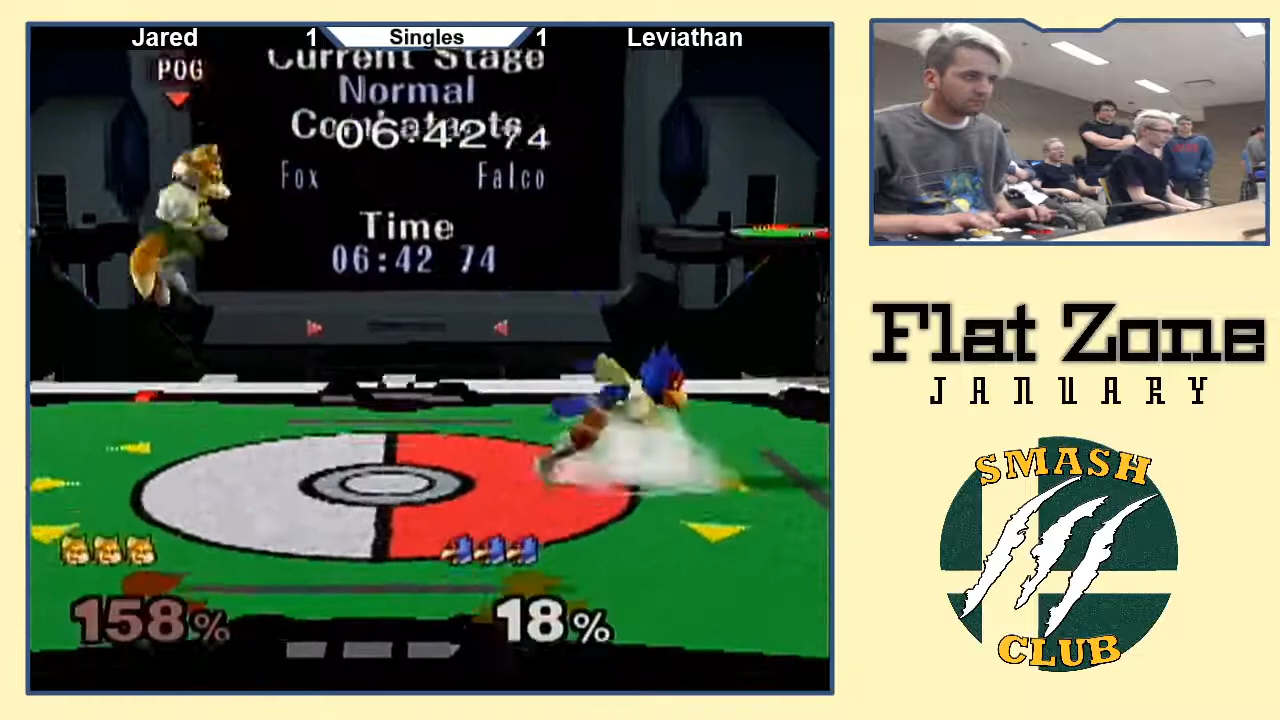 Jared 1 Singles 1 Leviathan
POG
Current Stage
Normal
Combatants
06:42 74
Fox Falco
Time
06:42 74
158% 18%
Flat Zone
JANUARY
SMASH
CLUB